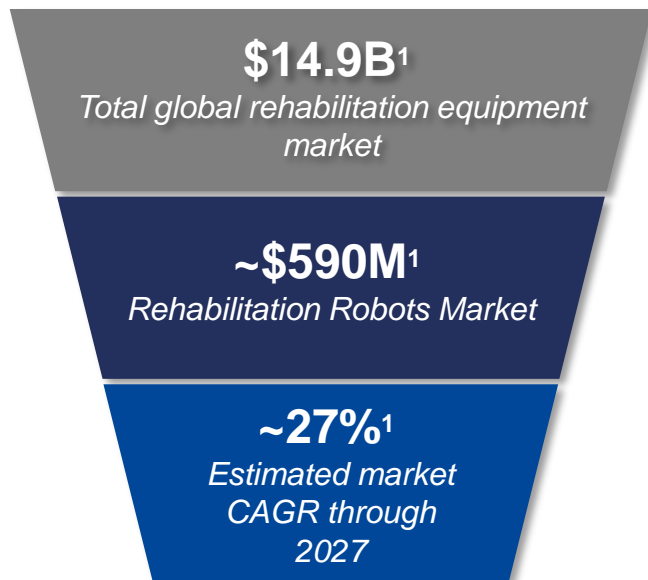 $14.9B¹
Total global rehabilitation equipment
market
~$590M¹
Rehabilitation Robots Market
~27%¹
Estimated market
CAGR through
2027